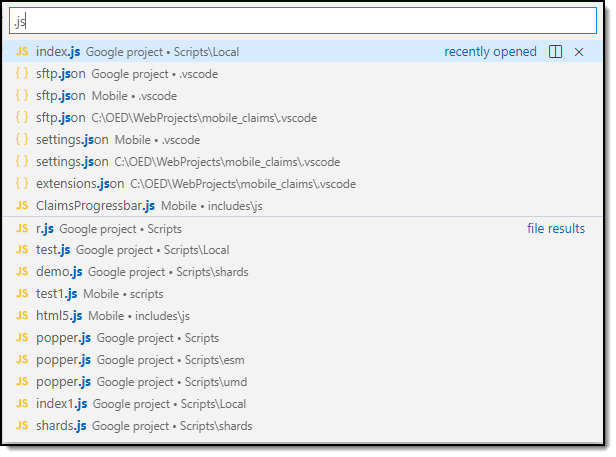 .js
JS index.js Google project • Scripts\Local recently opened
{ } sftp.json Google project • .vscode
{ } sftp.json Mobile • .vscode
{ } sftp.json C:\OED\WebProjects\mobile_claims\.vscode
{ } settings.json Mobile • .vscode
{ } settings.json C:\OED\WebProjects\mobile_claims\.vscode
{ } extensions.json C:\OED\WebProjects\mobile_claims\.vscode
JS ClaimsProgressbar.js Mobile • includes\js
JS r.js Google project • Scripts file results
JS test.js Google project • Scripts\Local
JS demo.js Google project • Scripts\shards
JS test1.js Mobile • scripts
JS html5.js Mobile • includes\js
JS popper.js Google project • Scripts
JS popper.js Google project • Scripts\esm
JS popper.js Google project • Scripts\umd
JS index1.js Google project • Scripts\Local
JS shards.js Google project • Scripts\shards